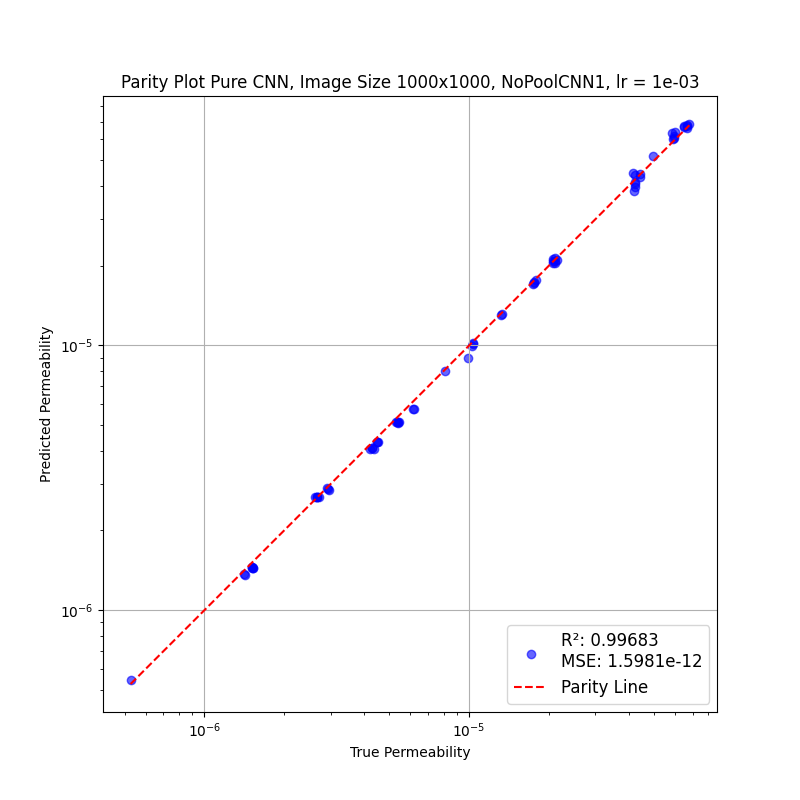 Parity Plot Pure CNN, Image Size 1000x1000, NoPoolCNN1, lr = 1e-03
Predicted Permeability
10⁻⁵
10⁻⁶
R²: 0.99683
MSE: 1.5981e-12
Parity Line
10⁻⁶ 10⁻⁵
True Permeability